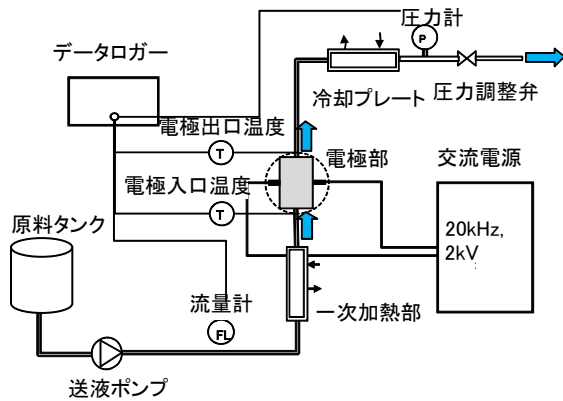 圧力計
P
データロガー
冷却プレート
圧力調整弁
電極出口温度
T
電極部
交流電源
電極入口温度
T
20kHz,
2kV
原料タンク
流量計
FL
一次加熱部
送液ポンプ